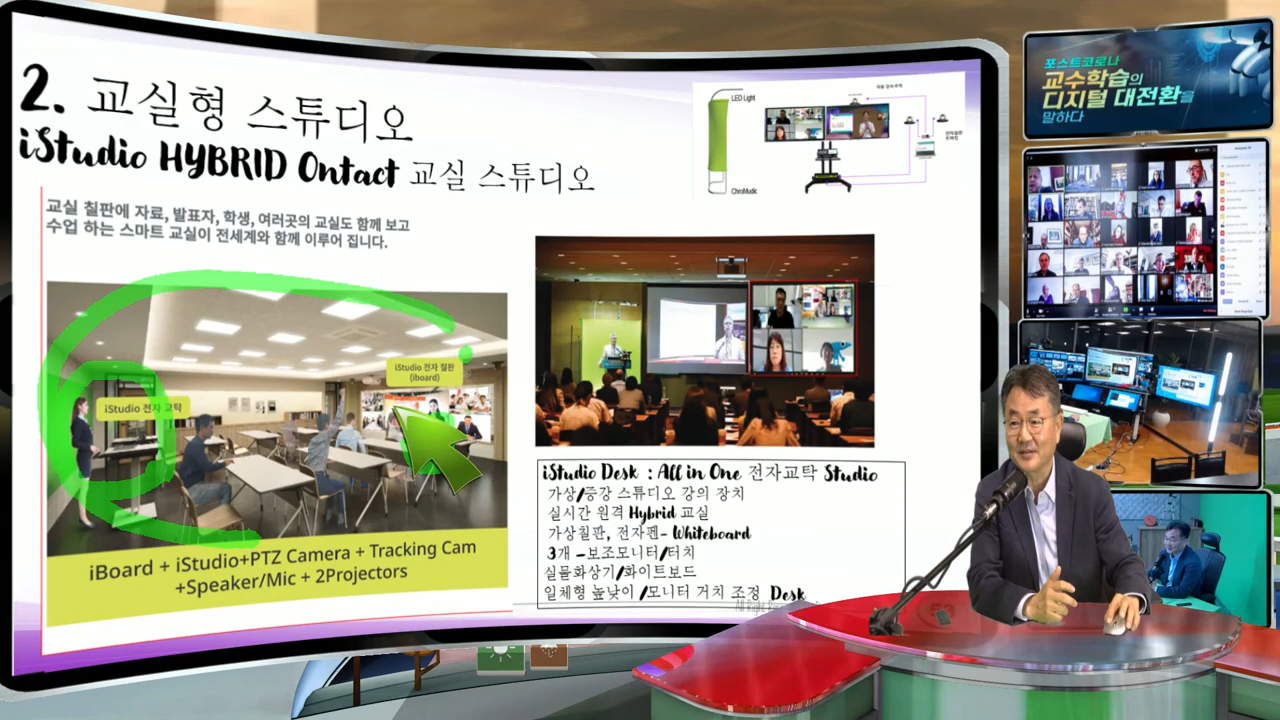 2. 교실형 스튜디오
iStudio HYBRID Ontact 교실 스튜디오
교실 칠판에 자료, 발표자, 학생, 여러곳의 교실도 함께 보고
수업 하는 스마트 교실이 전세계와 함께 이루어 집니다.
LED Light
ChroMudic
iStudio 전자 교탁
iStudio 전자 칠판
(iboard)
iBoard + iStudio+PTZ Camera + Tracking Cam
+Speaker/Mic + 2Projectors
iStudio Desk : All in One 전자교탁 Studio
가상/증강 스튜디오 강의 장치
실시간 원격 Hybrid 교실
가상칠판, 전자펜- Whiteboard
3개 -보조모니터/터치
실물화상기/화이트보드
일체형 높낮이 /모니터 거치 조정 Desk
포스트코로나
교수학습의
디지털 대전환을
말하다